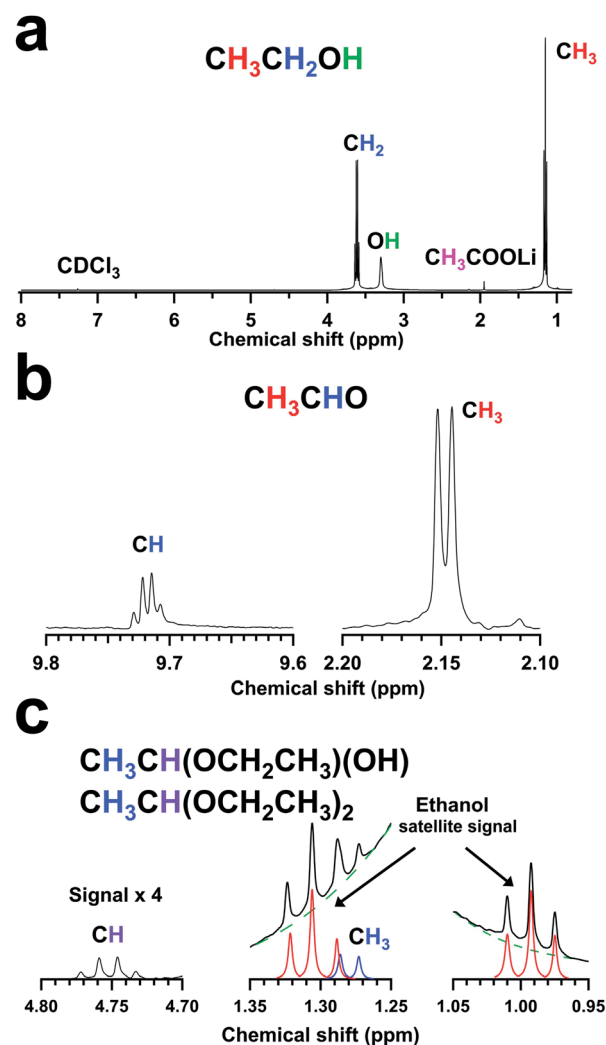 a
CH₃CH₂OH
CH₃
CH₂
OH
CH₃COOLi
CDCl₃
8 7 6 5 4 3 2 1
Chemical shift (ppm)
b
CH₃CHO
CH₃
CH
9.8 9.7 9.6 2.20 2.15 2.10
Chemical shift (ppm)
c
CH₃CH(OCH₂CH₃)(OH)
CH₃CH(OCH₂CH₃)₂
Ethanol
satellite signal
Signal x 4
CH
CH₃
4.80 4.75 4.70 1.35 1.30 1.25 1.05 1.00 0.95
Chemical shift (ppm)